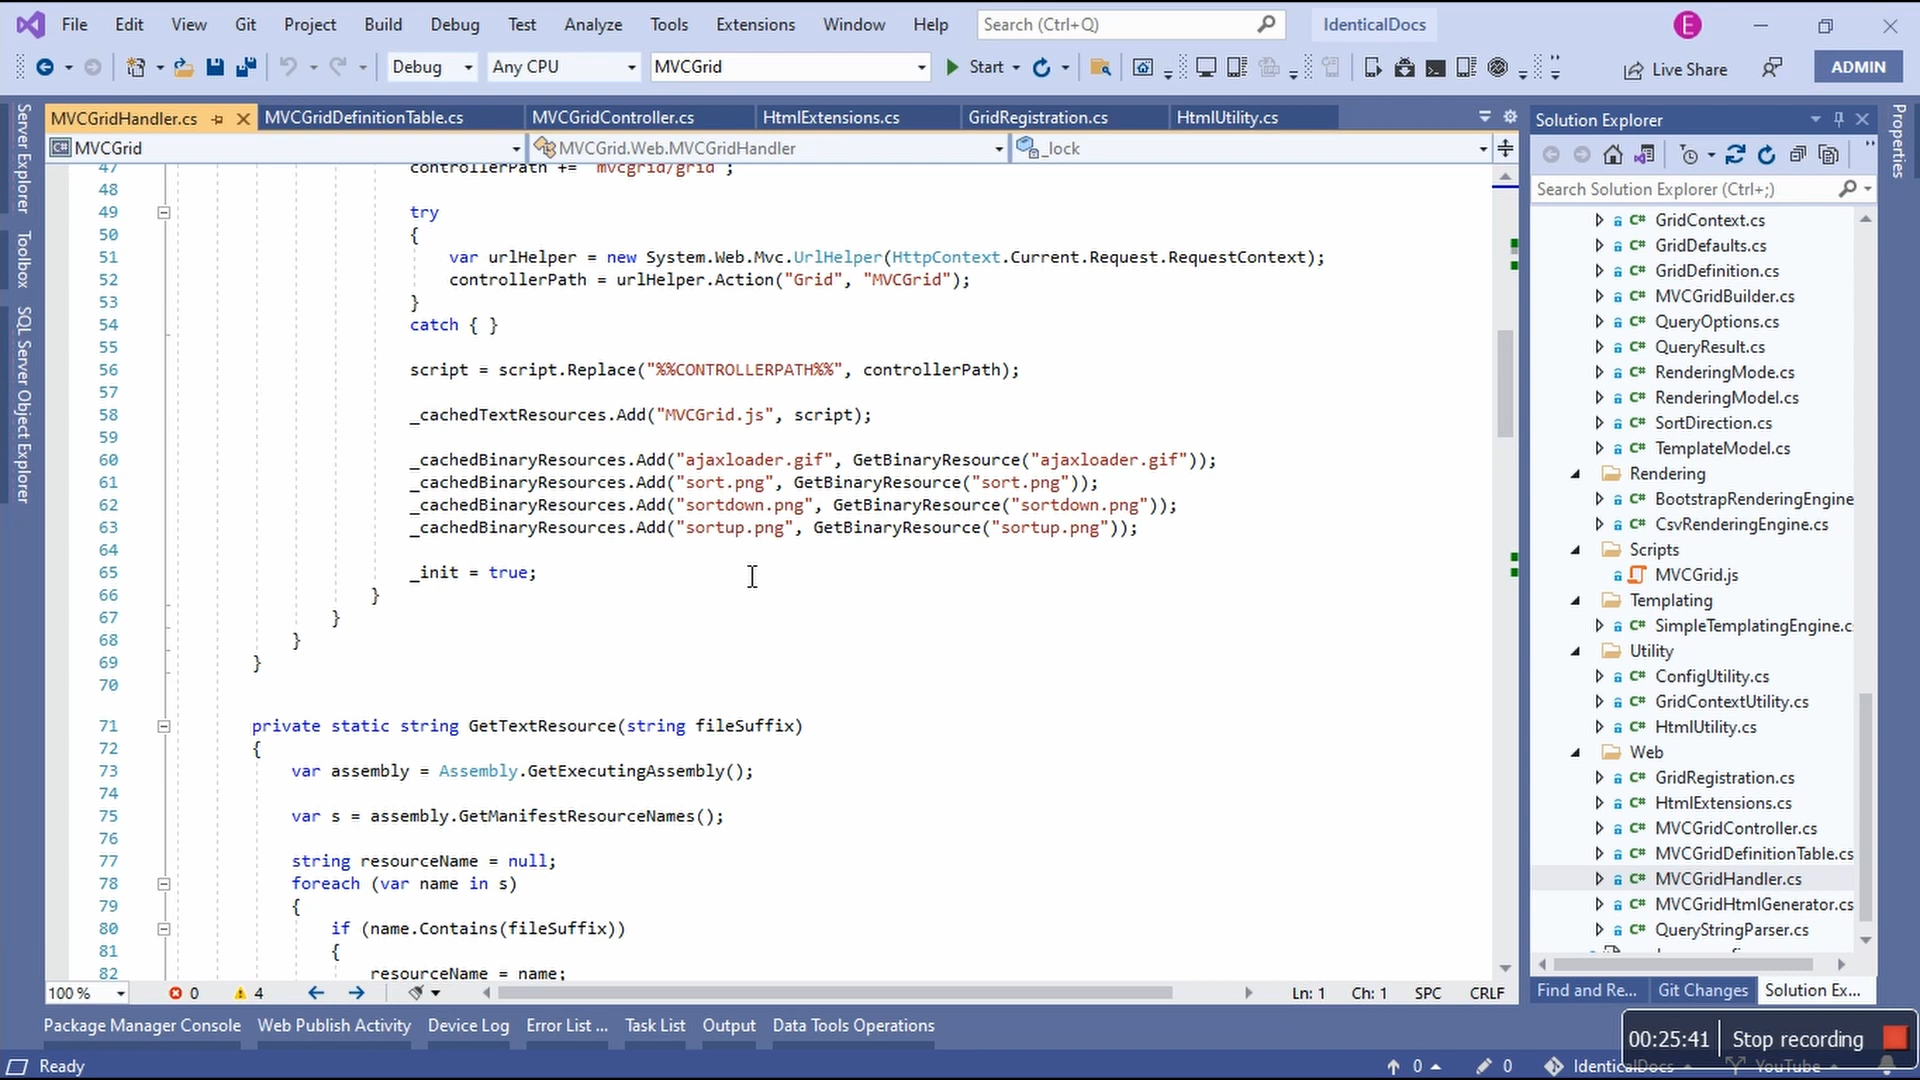 File Edit View Git Project Build Debug Test Analyze Tools Extensions Window Help Search (Ctrl+Q) IdenticalDocs E
Debug Any CPU MVCGrid Start Live Share ADMIN
MVCGridHandler.cs MVCGridDefinitionTable.cs MVCGridController.cs HtmlExtensions.cs GridRegistration.cs HtmlUtility.cs
MVCGrid MVCGrid.Web.MVCGridHandler _lock
Server Explorer
Toolbox
SQL Server Object Explorer
47 controllerPath += "mvcgrid/grid";
48
49 try
50 {
51 var urlHelper = new System.Web.Mvc.UrlHelper(HttpContext.Current.Request.RequestContext);
52 controllerPath = urlHelper.Action("Grid", "MVCGrid");
53 }
54 catch { }
55
56 script = script.Replace("%%CONTROLLERPATH%%", controllerPath);
57
58 _cachedTextResources.Add("MVCGrid.js", script);
59
60 _cachedBinaryResources.Add("ajaxloader.gif", GetBinaryResource("ajaxloader.gif"));
61 _cachedBinaryResources.Add("sort.png", GetBinaryResource("sort.png"));
62 _cachedBinaryResources.Add("sortdown.png", GetBinaryResource("sortdown.png"));
63 _cachedBinaryResources.Add("sortup.png", GetBinaryResource("sortup.png"));
64
65 _init = true;
66 }
67 }
68 }
69 }
70
71 private static string GetTextResource(string fileSuffix)
72 {
73 var assembly = Assembly.GetExecutingAssembly();
74
75 var s = assembly.GetManifestResourceNames();
76
77 string resourceName = null;
78 foreach (var name in s)
79 {
80 if (name.Contains(fileSuffix))
81 {
82 resourceName = name;
100 % 0 4 Ln: 1 Ch: 1 SPC CRLF
Solution Explorer
Search Solution Explorer (Ctrl+;)
C# GridContext.cs
C# GridDefaults.cs
C# GridDefinition.cs
C# MVCGridBuilder.cs
C# QueryOptions.cs
C# QueryResult.cs
C# RenderingMode.cs
C# RenderingModel.cs
C# SortDirection.cs
C# TemplateModel.cs
Rendering
C# BootstrapRenderingEngine
C# CsvRenderingEngine.cs
Scripts
MVCGrid.js
Templating
C# SimpleTemplatingEngine.c
Utility
C# ConfigUtility.cs
C# GridContextUtility.cs
C# HtmlUtility.cs
Web
C# GridRegistration.cs
C# HtmlExtensions.cs
C# MVCGridController.cs
C# MVCGridDefinitionTable.cs
C# MVCGridHandler.cs
C# MVCGridHtmlGenerator.cs
C# QueryStringParser.cs
Find and Re... Git Changes Solution Ex...
Properties
Package Manager Console Web Publish Activity Device Log Error List ... Task List Output Data Tools Operations
00:25:41 Stop recording
Ready 0 0 IdenticalDocs YouTube